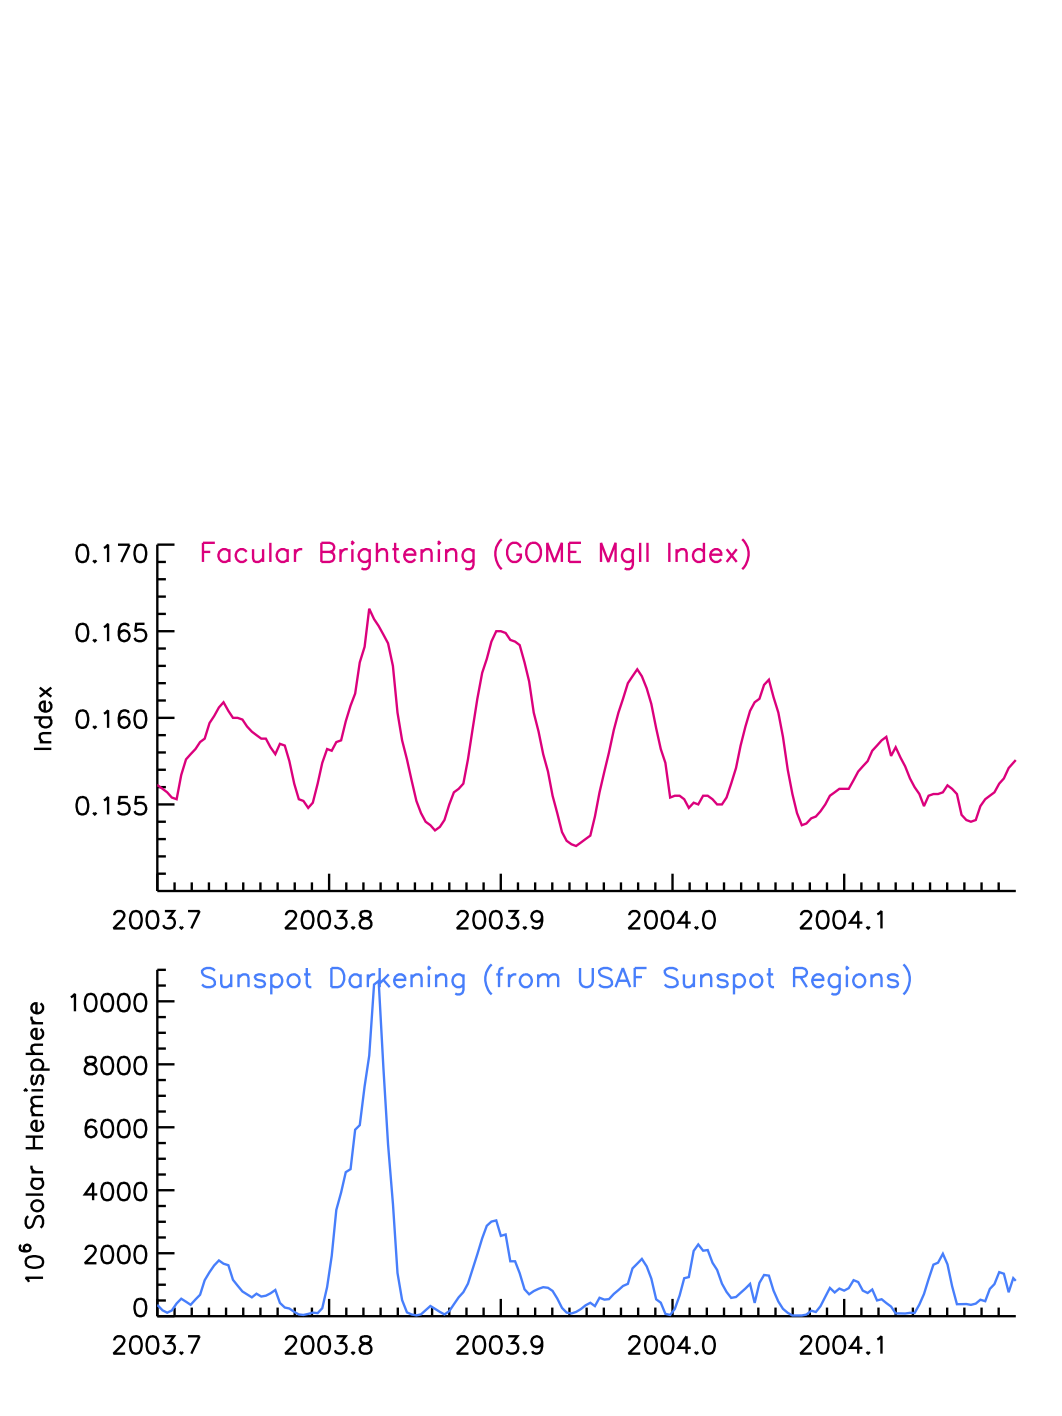 Facular Brightening (GOME MgII Index)
0.170
0.165
0.160
0.155
Index
2003.7 2003.8 2003.9 2004.0 2004.1
Sunspot Darkening (from USAF Sunspot Regions)
10000
8000
6000
4000
2000
0
10⁶ Solar Hemisphere
2003.7 2003.8 2003.9 2004.0 2004.1